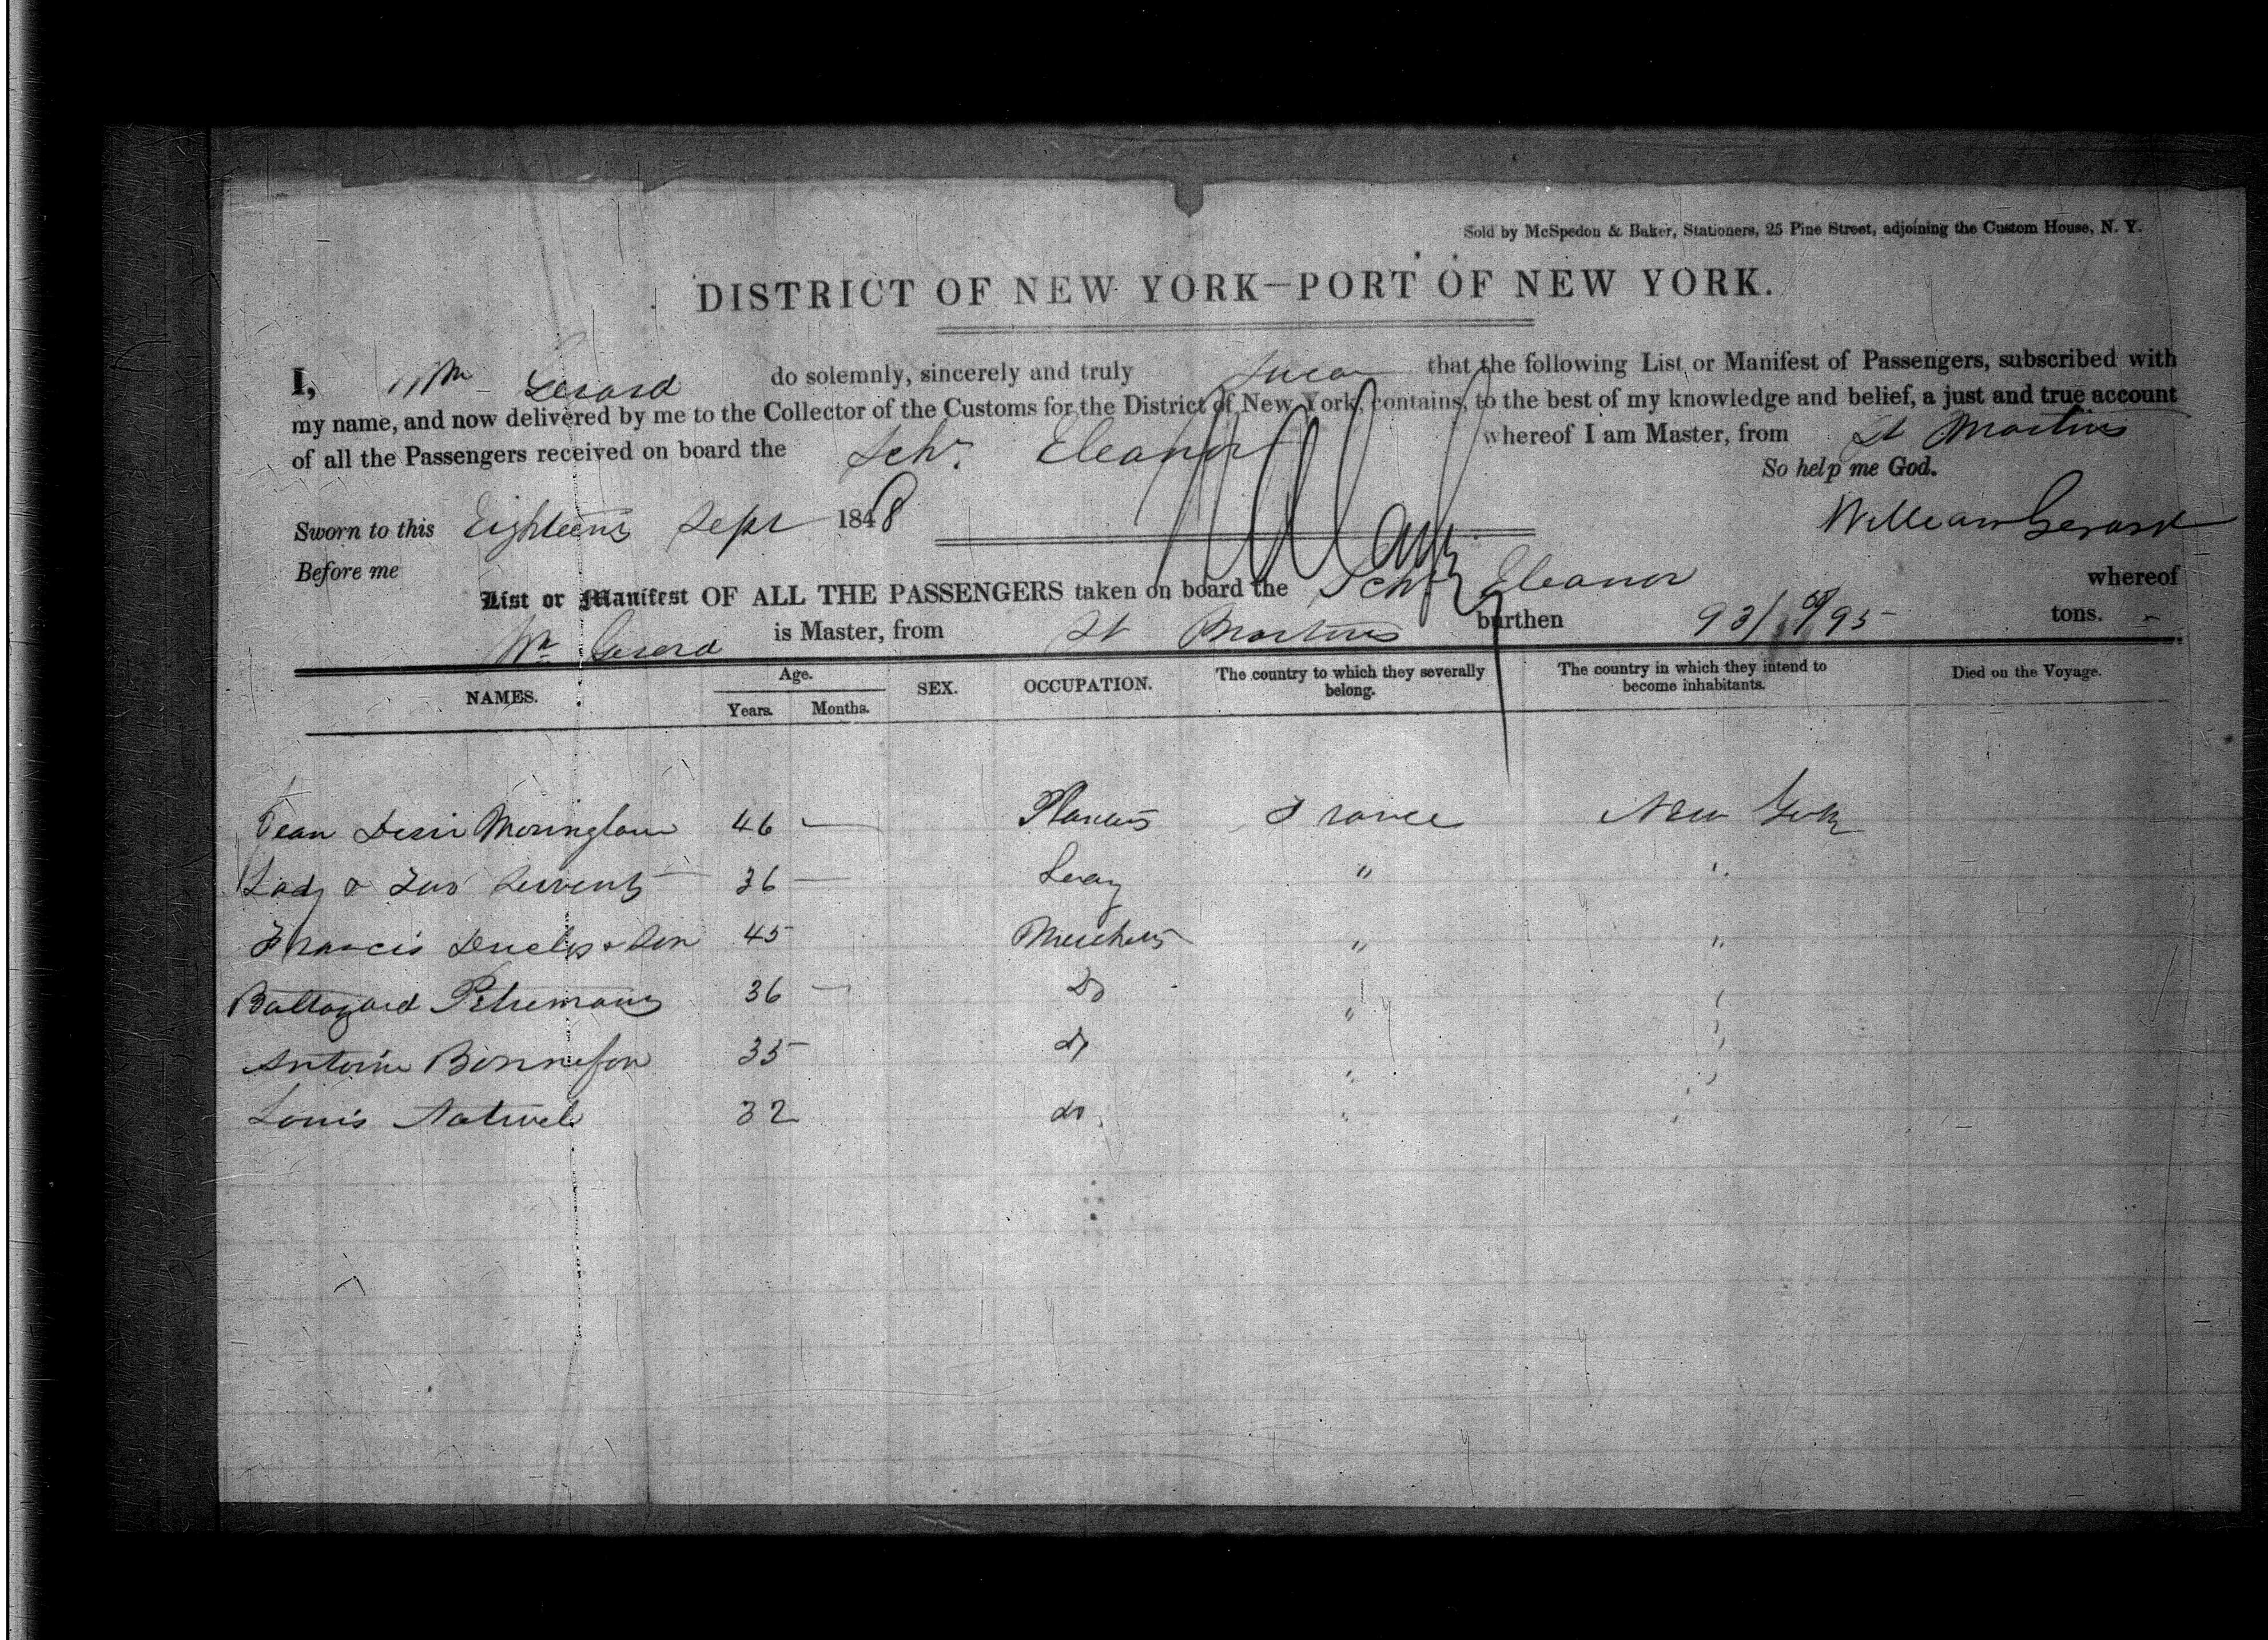 Sold by McSpedon & Baker, Stationers, 25 Pine Street, adjoining the Custom House, N. Y.
DISTRICT OF NEW YORK—PORT OF NEW YORK.
I, Wm Gerard do solemnly, sincerely and truly Swear that the following List or Manifest of Passengers, subscribed with
my name, and now delivered by me to the Collector of the Customs for the District of New York, contains, to the best of my knowledge and belief, a just and true account
of all the Passengers received on board the Schr. Eleanor whereof I am Master, from St Martins
So help me God.
Sworn to this Eighteenth Sept 1848
William Gerard
Before me
List or Manifest OF ALL THE PASSENGERS taken on board the Schr Eleanor whereof
Wm Gerard is Master, from St Martins burthen 93/ /95 tons.
NAMES. Age. Years. Months. SEX. OCCUPATION. The country to which they severally belong. The country in which they intend to become inhabitants. Died on the Voyage.
Jean Desir 46 — Planter France New York
Lady & Two Servents 36 — Lady " "
Francis & Son 45 Merchant " "
Baltazard 36 — Do " "
Antoine Bonnefon 35 do " "
Louis 32 do " "